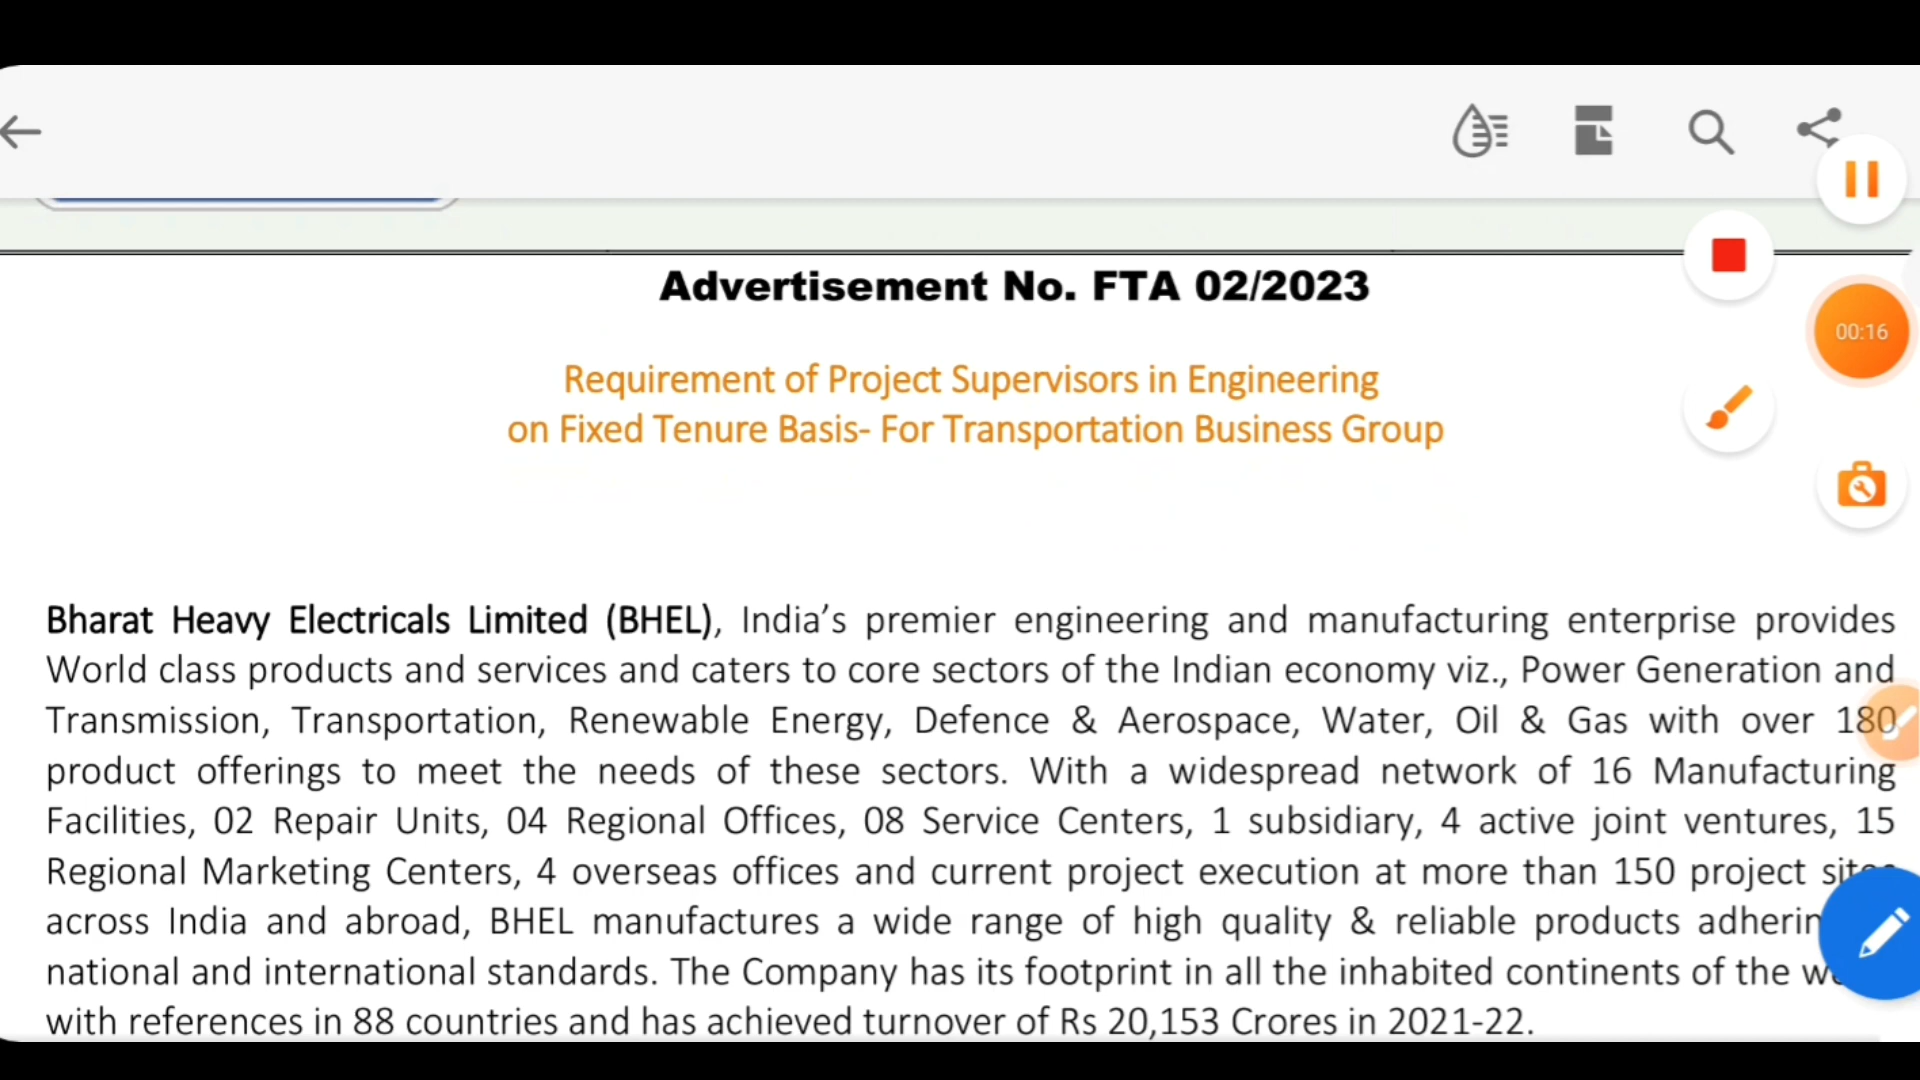 Advertisement No. FTA 02/2023
00:16
Requirement of Project Supervisors in Engineering
on Fixed Tenure Basis- For Transportation Business Group
Bharat Heavy Electricals Limited (BHEL), India’s premier engineering and manufacturing enterprise provides
World class products and services and caters to core sectors of the Indian economy viz., Power Generation and
Transmission, Transportation, Renewable Energy, Defence & Aerospace, Water, Oil & Gas with over 180
product offerings to meet the needs of these sectors. With a widespread network of 16 Manufacturing
Facilities, 02 Repair Units, 04 Regional Offices, 08 Service Centers, 1 subsidiary, 4 active joint ventures, 15
Regional Marketing Centers, 4 overseas offices and current project execution at more than 150 project sites
across India and abroad, BHEL manufactures a wide range of high quality & reliable products
national and international standards. The Company has its footprint in all the inhabited continents of the
with references in 88 countries and has achieved turnover of Rs 20,153 Crores in 2021-22.